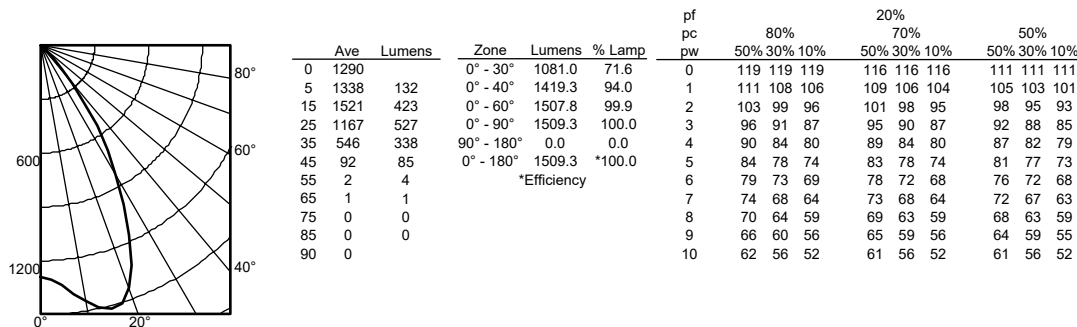 80°
60°
40°
20°
0°
600
1200
Ave Lumens
0 1290
5 1338 132
15 1521 423
25 1167 527
35 546 338
45 92 85
55 2 4
65 1 1
75 0 0
85 0 0
90 0
Zone Lumens % Lamp
0° - 30° 1081.0 71.6
0° - 40° 1419.3 94.0
0° - 60° 1507.8 99.9
0° - 90° 1509.3 100.0
90° - 180° 0.0 0.0
0° - 180° 1509.3 *100.0
*Efficiency
pf 20%
pc 80% 70% 50%
pw 50% 30% 10% 50% 30% 10% 50% 30% 10%
0 119 119 119 116 116 116 111 111 111
1 111 108 106 109 106 104 105 103 101
2 103 99 96 101 98 95 98 95 93
3 96 91 87 95 90 87 92 88 85
4 90 84 80 89 84 80 87 82 79
5 84 78 74 83 78 74 81 77 73
6 79 73 69 78 72 68 76 72 68
7 74 68 64 73 68 64 72 67 63
8 70 64 59 69 63 59 68 63 59
9 66 60 56 65 59 56 64 59 55
10 62 56 52 61 56 52 61 56 52